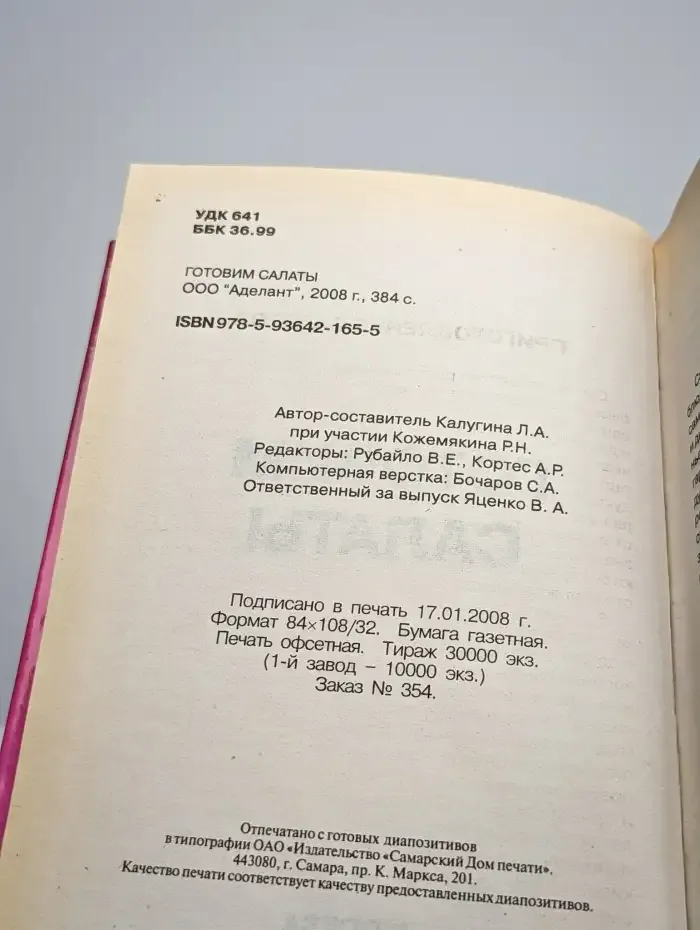 УДК 641
ББК 36.99
ГОТОВИМ САЛАТЫ
ООО "Аделант", 2008 г., 384 с.
ISBN 978-5-93642-165-5
Автор-составитель Калугина Л.А.
при участии Кожемякина Р.Н.
Редакторы: Рубайло В.Е., Кортес А.Р.
Компьютерная верстка: Бочаров С.А.
Ответственный за выпуск Яценко В. А.
Подписано в печать 17.01.2008 г.
Формат 84×108/32. Бумага газетная.
Печать офсетная. Тираж 30000 экз.
(1-й завод – 10000 экз.)
Заказ № 354.
Отпечатано с готовых диапозитивов
в типографии ОАО «Издательство «Самарский Дом печати».
443080, г. Самара, пр. К. Маркса, 201.
Качество печати соответствует качеству предоставленных диапозитивов.